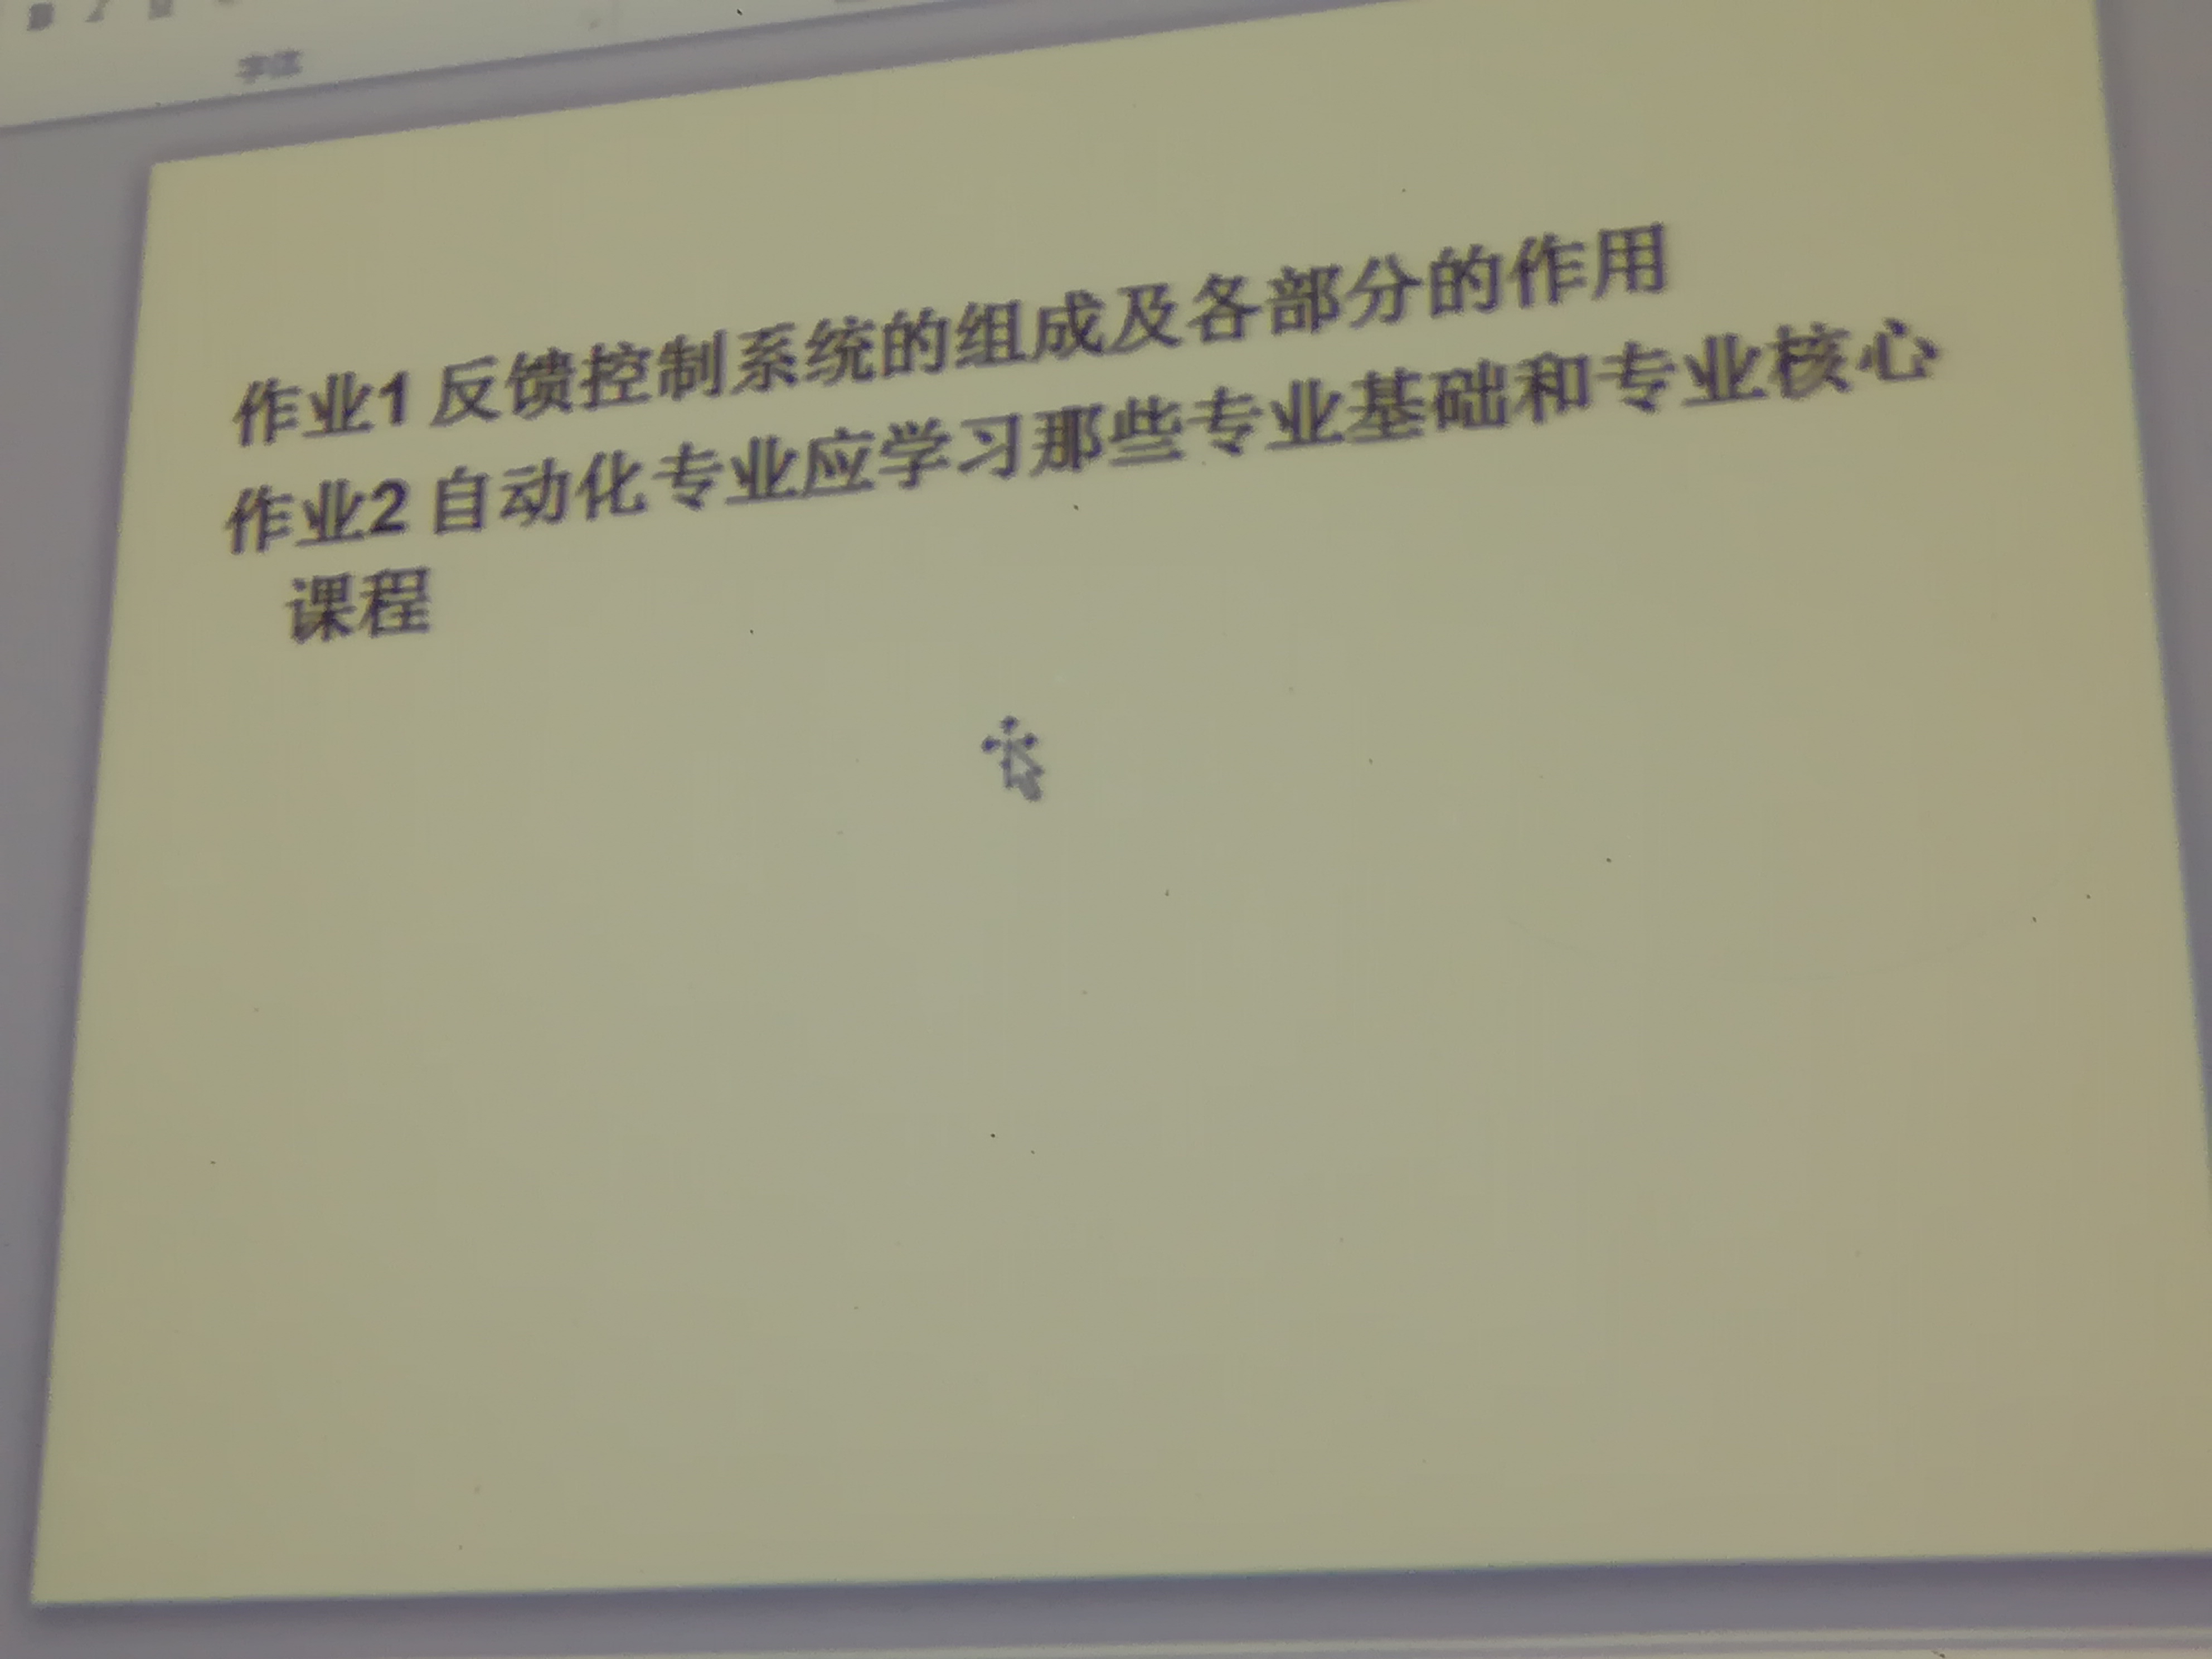 字体
作业1 反馈控制系统的组成及各部分的作用
作业2 自动化专业应学习那些专业基础和专业核心
课程